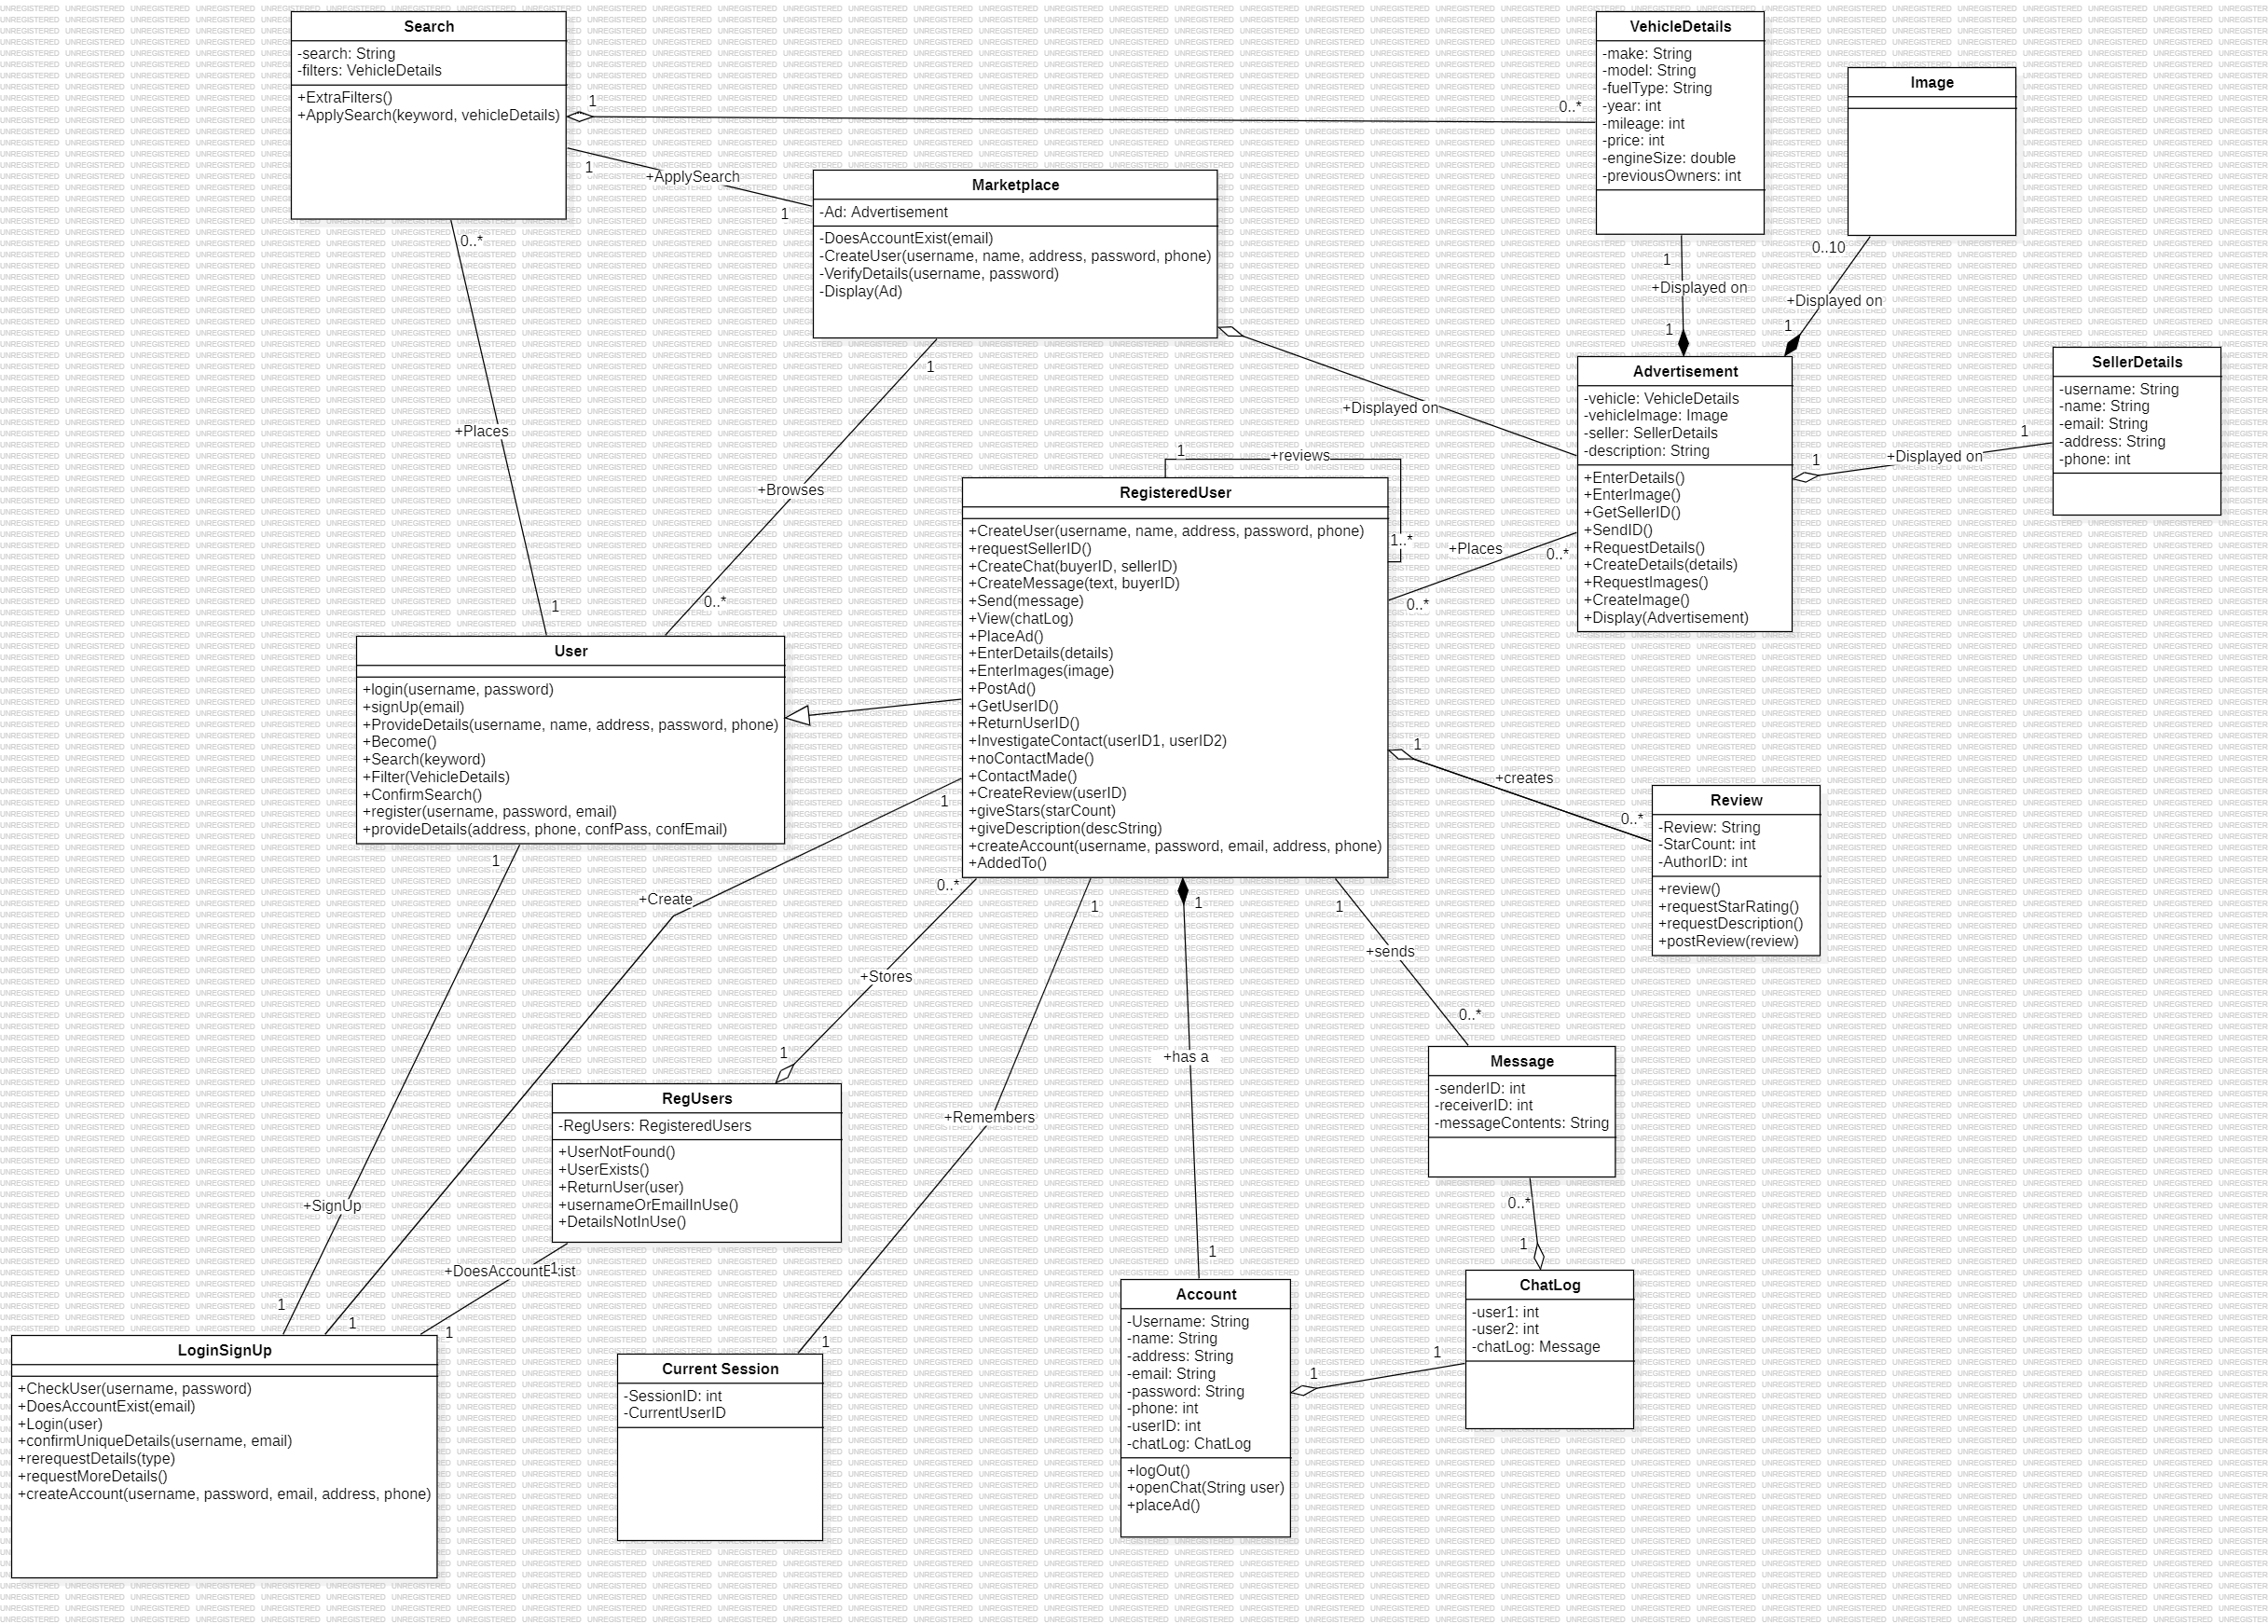 Search
-search: String
-filters: VehicleDetails
+ExtraFilters()
+ApplySearch(keyword, vehicleDetails)
1
0..*
1
+ApplySearch
1
0..*
+Places
1
VehicleDetails
-make: String
-model: String
-fuelType: String
-year: int
-mileage: int
-price: int
-engineSize: double
-previousOwners: int
Image
0..10
1
+Displayed on
+Displayed on
1
1
Marketplace
-Ad: Advertisement
-DoesAccountExist(email)
-CreateUser(username, name, address, password, phone)
-VerifyDetails(username, password)
-Display(Ad)
1
+Browses
0..*
+Displayed on
Advertisement
-vehicle: VehicleDetails
-vehicleImage: Image
-seller: SellerDetails
-description: String
+EnterDetails()
+EnterImage()
+GetSellerID()
+SendID()
+RequestDetails()
+CreateDetails(details)
+RequestImages()
+CreateImage()
+Display(Advertisement)
1
+Displayed on
1
SellerDetails
-username: String
-name: String
-email: String
-address: String
-phone: int
1
+reviews
1..*
+Places
0..*
0..*
RegisteredUser
+CreateUser(username, name, address, password, phone)
+requestSellerID()
+CreateChat(buyerID, sellerID)
+CreateMessage(text, buyerID)
+Send(message)
+View(chatLog)
+PlaceAd()
+EnterDetails(details)
+EnterImages(image)
+PostAd()
+GetUserID()
+ReturnUserID()
+InvestigateContact(userID1, userID2)
+noContactMade()
+ContactMade()
+CreateReview(userID)
+giveStars(starCount)
+giveDescription(descString)
+createAccount(username, password, email, address, phone)
+AddedTo()
User
+login(username, password)
+signUp(email)
+ProvideDetails(username, name, address, password, phone)
+Become()
+Search(keyword)
+Filter(VehicleDetails)
+ConfirmSearch()
+register(username, password, email)
+provideDetails(address, phone, confPass, confEmail)
1
+creates
0..*
Review
-Review: String
-StarCount: int
-AuthorID: int
+review()
+requestStarRating()
+requestDescription()
+postReview(review)
1
+SignUp
1
1
+Create
1
0..*
+Stores
1
1
+Remembers
1
1
+has a
1
1
+sends
0..*
RegUsers
-RegUsers: RegisteredUsers
+UserNotFound()
+UserExists()
+ReturnUser(user)
+usernameOrEmailInUse()
+DetailsNotInUse()
+DoesAccountExist
1
1
Message
-senderID: int
-receiverID: int
-messageContents: String
0..*
1
ChatLog
-user1: int
-user2: int
-chatLog: Message
1
1
Account
-Username: String
-name: String
-address: String
-email: String
-password: String
-phone: int
-userID: int
-chatLog: ChatLog
+logOut()
+openChat(String user)
+placeAd()
LoginSignUp
+CheckUser(username, password)
+DoesAccountExist(email)
+Login(user)
+confirmUniqueDetails(username, email)
+rerequestDetails(type)
+requestMoreDetails()
+createAccount(username, password, email, address, phone)
Current Session
-SessionID: int
-CurrentUserID
UNREGISTERED